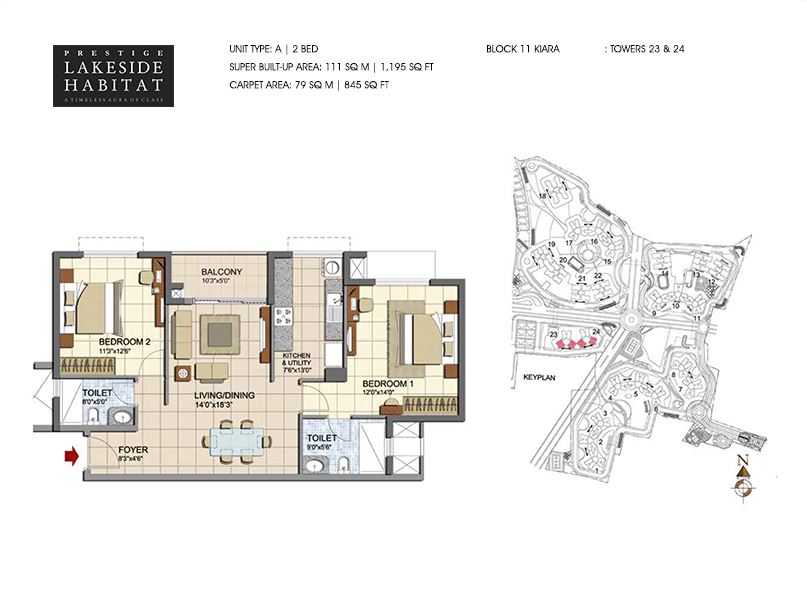 PRESTIGE
LAKESIDE
HABITAT
A TIMELESS AURA OF CLASS
UNIT TYPE: A | 2 BED
SUPER BUILT-UP AREA: 111 SQ M | 1,195 SQ FT
CARPET AREA: 79 SQ M | 845 SQ FT
BLOCK 11 KIARA : TOWERS 23 & 24
BALCONY
10'3"x5'0"
BEDROOM 2
11'3"x12'6"
KITCHEN
& UTILITY
7'6"x13'0"
BEDROOM 1
12'0"x14'0"
TOILET
8'0"x5'0"
LIVING/DINING
14'0"x18'3"
FOYER
8'3"x4'6"
TOILET
9'0"x5'6"
18
19
17
16
20
15
21
22
14
13
12
9
10
11
23
24
KEYPLAN
8
7
6
5
4
3
2
1
N